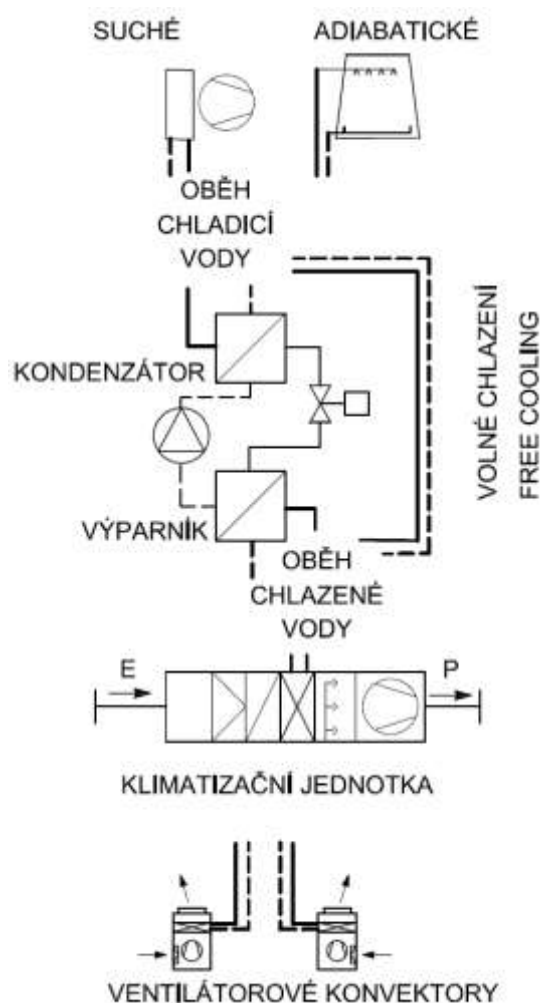 SUCHÉ
ADIABATICKÉ
OBĚH
CHLADICÍ
VODY
KONDENZÁTOR
VOLNÉ CHLAZENÍ
FREE COOLING
VÝPARNÍK
OBĚH
CHLAZENÉ
VODY
E
P
KLIMATIZAČNÍ JEDNOTKA
VENTILÁTOROVÉ KONVEKTORY